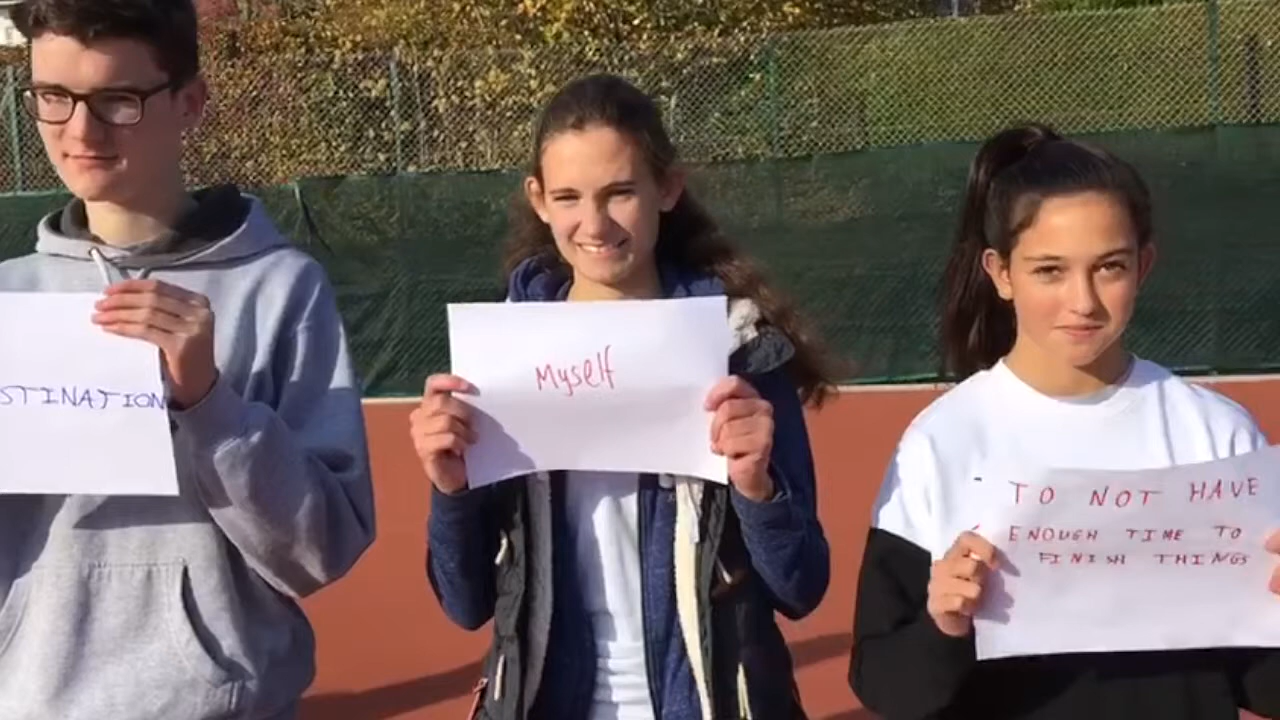 STINATION
Myself
- TO NOT HAVE
ENOUGH TIME TO
FINISH THINGS